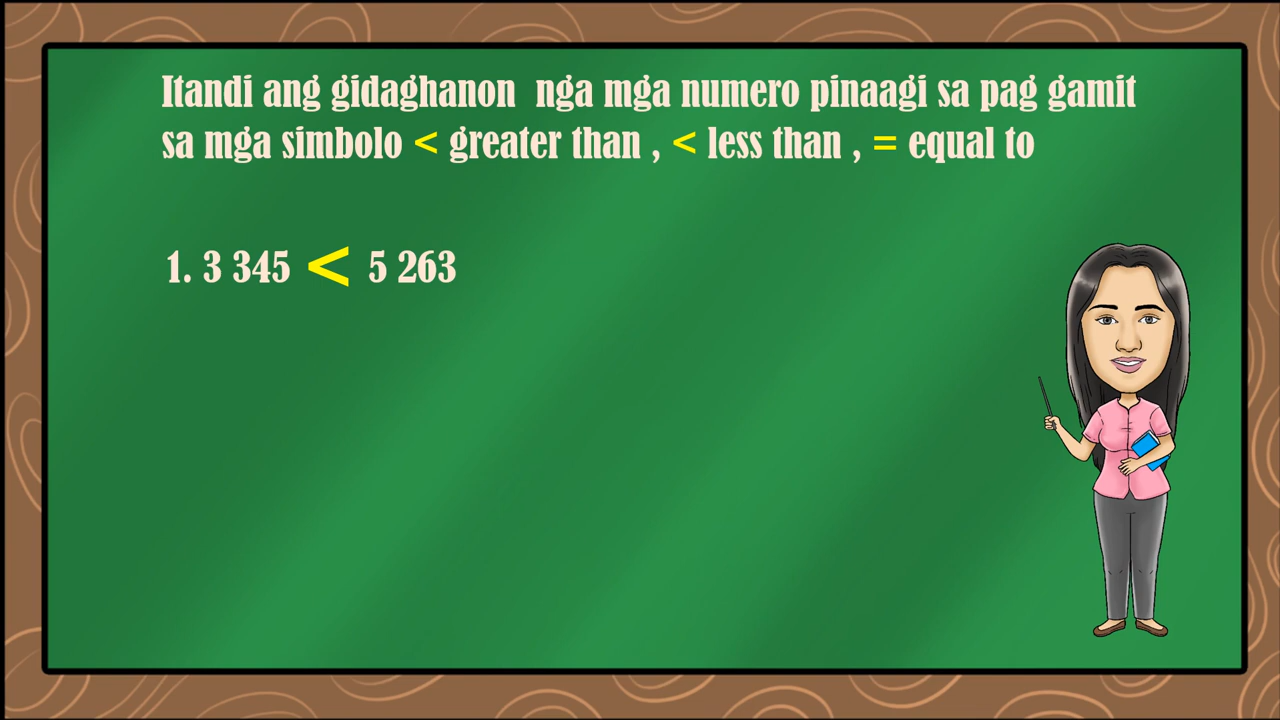 Itandi ang gidaghanon nga mga numero pinaagi sa pag gamit
sa mga simbolo < greater than , < less than , = equal to
1. 3 345 < 5 263